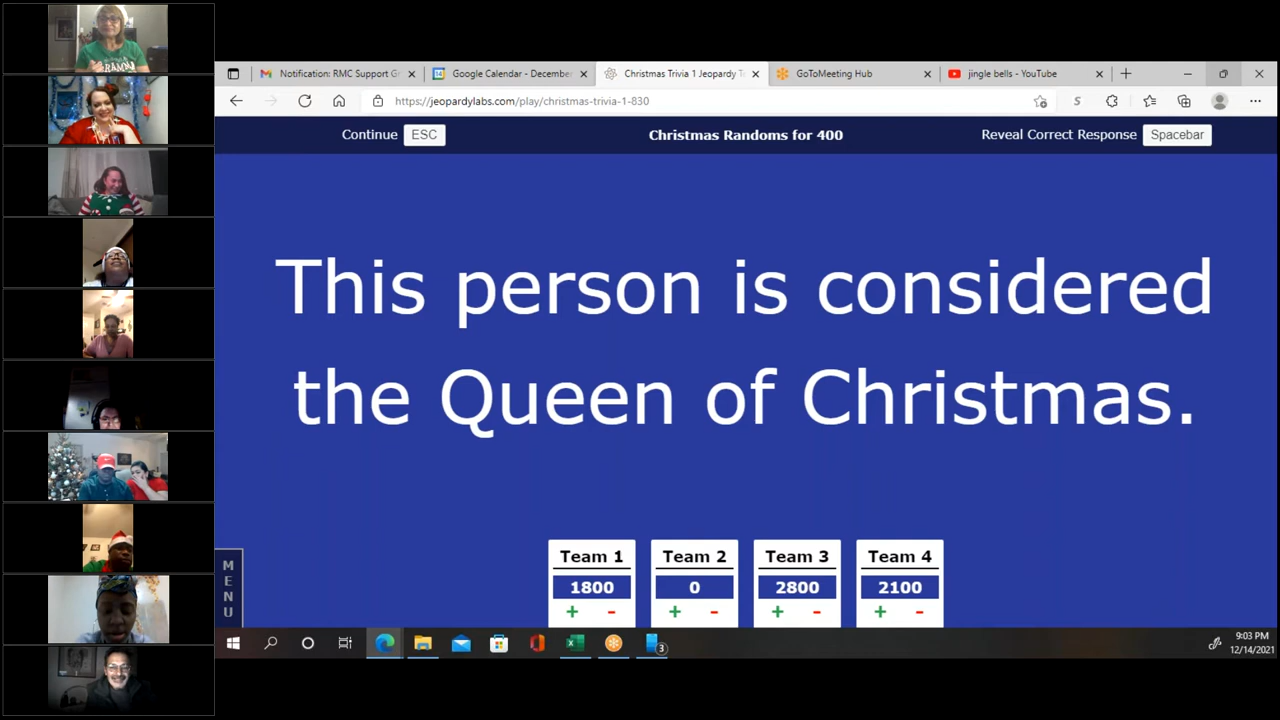 Notification: RMC Support Gr
Google Calendar - December
Christmas Trivia 1 Jeopardy Te
GoToMeeting Hub
jingle bells - YouTube
https://jeopardylabs.com/play/christmas-trivia-1-830
Continue ESC
Christmas Randoms for 400
Reveal Correct Response Spacebar
This person is considered
the Queen of Christmas.
MENU
Team 1 Team 2 Team 3 Team 4
1800 0 2800 2100
+ - + - + - + -
3
9:03 PM
12/14/2021